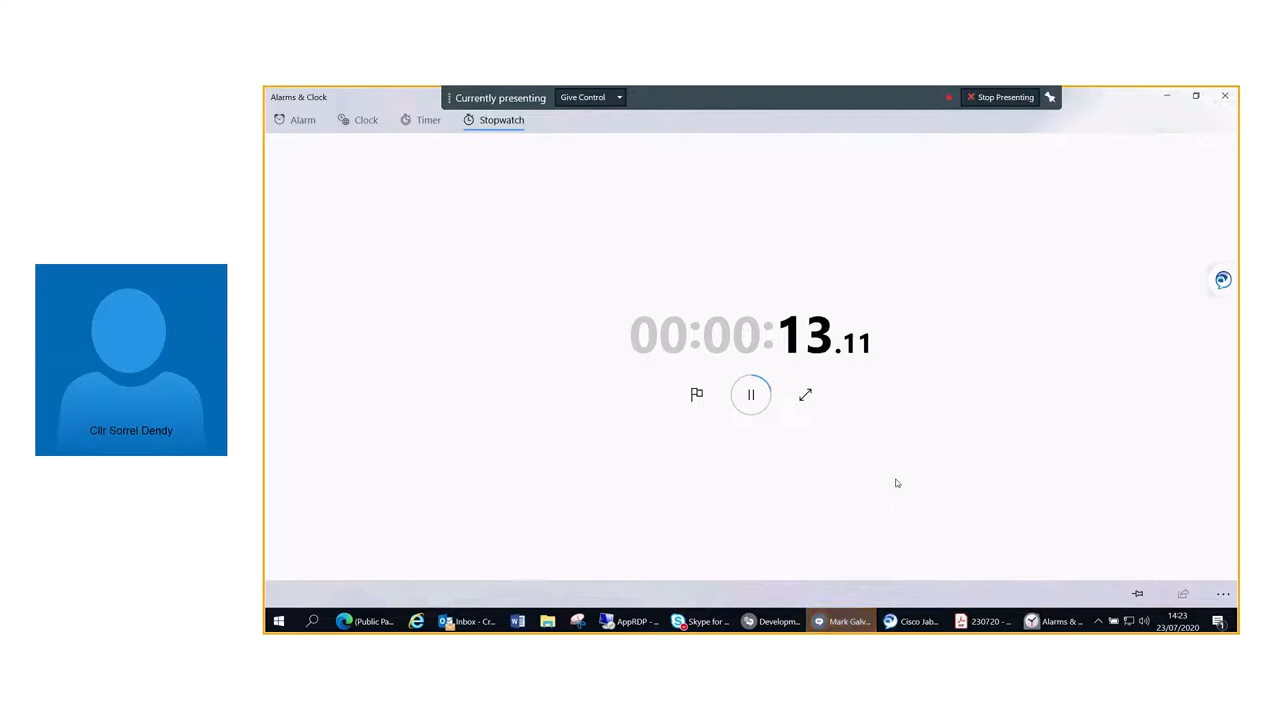 Alarms & Clock
Currently presenting
Give Control
Stop Presenting
Alarm
Clock
Timer
Stopwatch
00:00:13.11
Cllr Sorrel Dendy
(Public Pa...
Inbox - Cr...
AppRDP - ...
Skype for ...
Developm...
Mark Galv...
Cisco Jab...
230720 - ...
Alarms & ...
14:23
23/07/2020
1